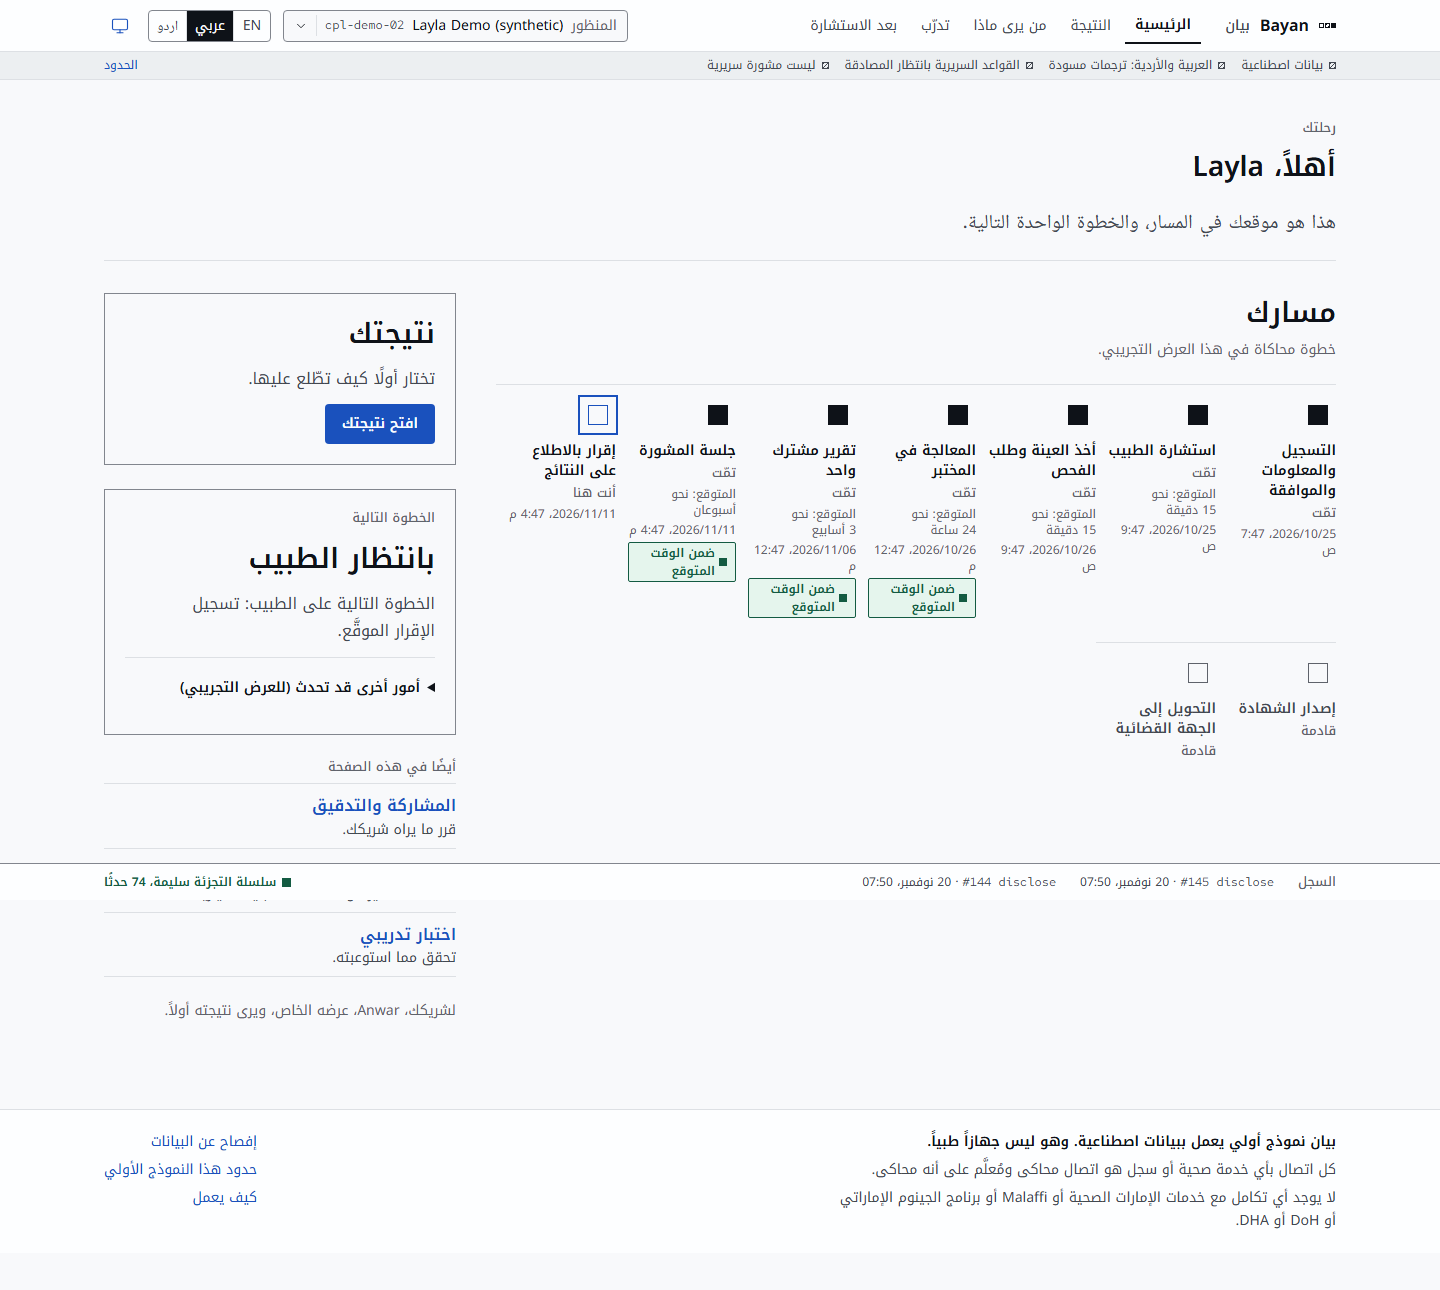 Bayan بيان
الرئيسية
النتيجة
من يرى ماذا
تدرّب
بعد الاستشارة
المنظور Layla Demo (synthetic) cpl-demo-02
EN
عربي
اردو
بيانات اصطناعية
العربية والأردية: ترجمات مسودة
القواعد السريرية بانتظار المصادقة
ليست مشورة سريرية
الحدود
رحلتك
أهلاً، Layla
هذا هو موقعك في المسار، والخطوة الواحدة التالية.
مسارك
خطوة محاكاة في هذا العرض التجريبي.
التسجيل
والمعلومات
والموافقة
تمّت
2026/10/25، 7:47
ص
استشارة الطبيب
تمّت
المتوقع: نحو
15 دقيقة
2026/10/25، 9:47
ص
أخذ العينة وطلب
الفحص
تمّت
المتوقع: نحو
15 دقيقة
2026/10/26، 9:47
ص
المعالجة في
المختبر
تمّت
المتوقع: نحو
24 ساعة
2026/10/26، 12:47
م
ضمن الوقت
المتوقع
تقرير مشترك
واحد
تمّت
المتوقع: نحو
3 أسابيع
2026/11/06، 12:47
م
ضمن الوقت
المتوقع
جلسة المشورة
تمّت
المتوقع: نحو
أسبوعان
2026/11/11، 4:47 م
ضمن الوقت
المتوقع
إقرار بالاطلاع
على النتائج
أنت هنا
2026/11/11، 4:47 م
إصدار الشهادة
قادمة
التحويل إلى
الجهة القضائية
قادمة
نتيجتك
تختار أولًا كيف تطّلع عليها.
افتح نتيجتك
الخطوة التالية
بانتظار الطبيب
الخطوة التالية على الطبيب: تسجيل
الإقرار الموقَّع.
أمور أخرى قد تحدث (للعرض التجريبي)
أيضًا في هذه الصفحة
المشاركة والتدقيق
قرر ما يراه شريكك.
السجل
disclose #145 · 20 نوفمبر، 07:50
disclose #144 · 20 نوفمبر، 07:50
سلسلة التجزئة سليمة، 74 حدثًا
اختبار تدريبي
تحقق مما استوعبته.
لشريكك، Anwar، عرضه الخاص، ويرى نتيجته أولاً.
بيان نموذج أولي يعمل ببيانات اصطناعية. وهو ليس جهازاً طبياً.
كل اتصال بأي خدمة صحية أو سجل هو اتصال محاكى ومُعلَّم على أنه محاكى.
لا يوجد أي تكامل مع خدمات الإمارات الصحية أو Malaffi أو برنامج الجينوم الإماراتي
أو DoH أو DHA.
إفصاح عن البيانات
حدود هذا النموذج الأولي
كيف يعمل